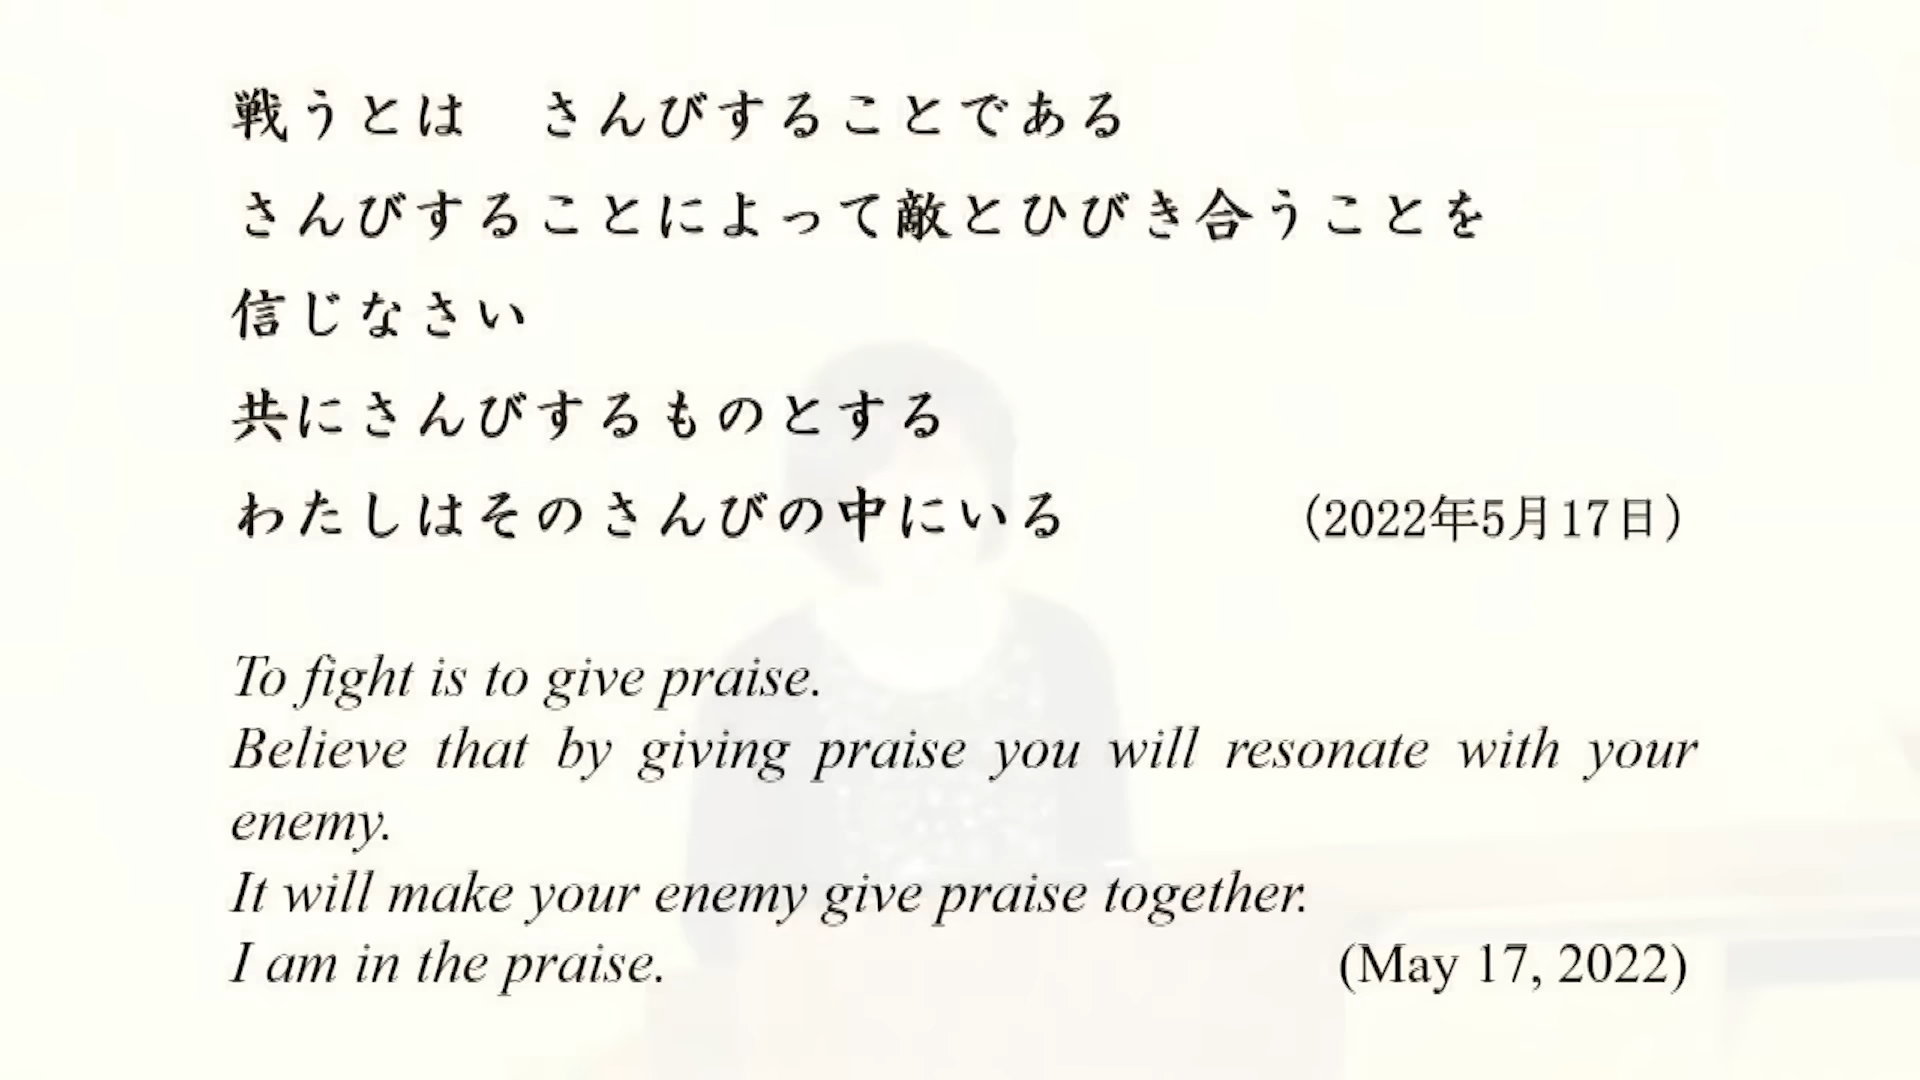 戦うとは　さんびすることである
さんびすることによって敵とひびき合うことを
信じなさい
共にさんびするものとする
わたしはそのさんびの中にいる　（2022年5月17日）
To fight is to give praise.
Believe that by giving praise you will resonate with your
enemy.
It will make your enemy give praise together.
I am in the praise. (May 17, 2022)